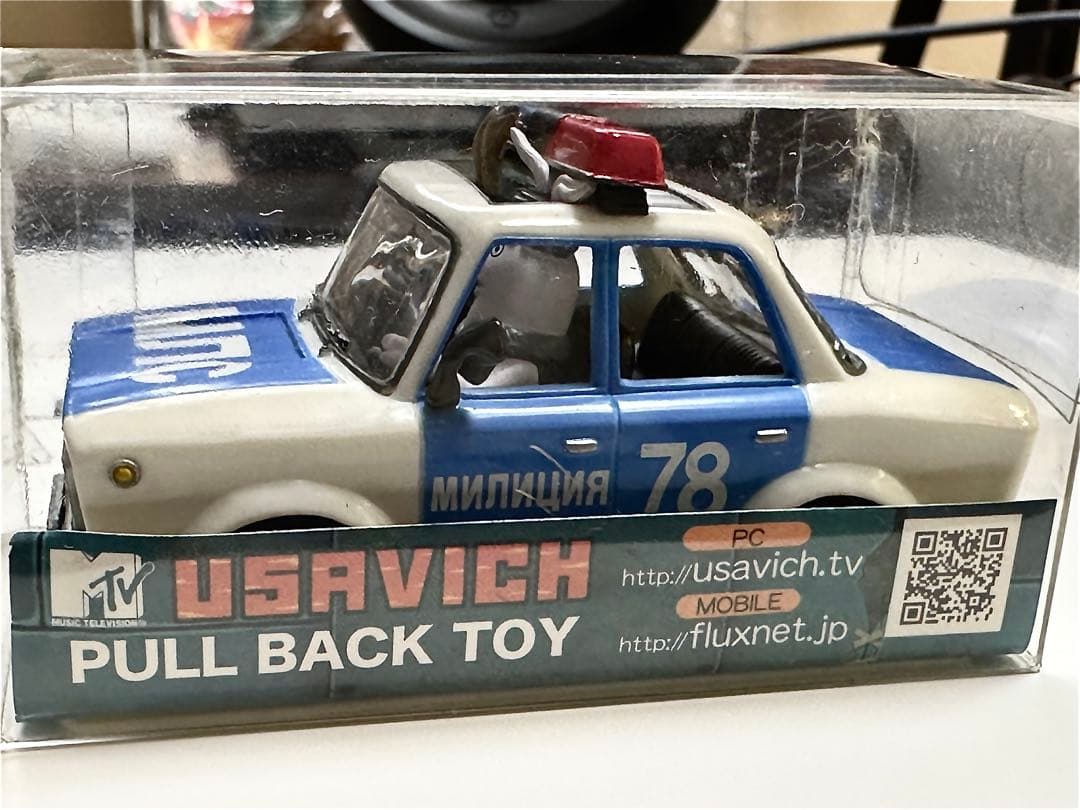 МИЛИЦИЯ 78
MTV
MUSIC TELEVISION®
USAVICH
PULL BACK TOY
PC
http://usavich.tv
MOBILE
http://fluxnet.jp